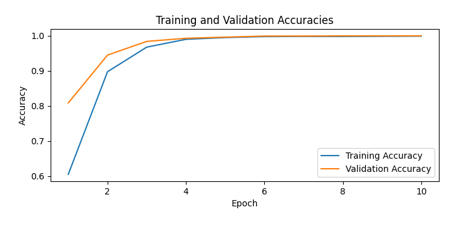 Training and Validation Accuracies
1.0
0.9
0.8
0.7
0.6
Accuracy
2
4
6
8
10
Epoch
Training Accuracy
Validation Accuracy